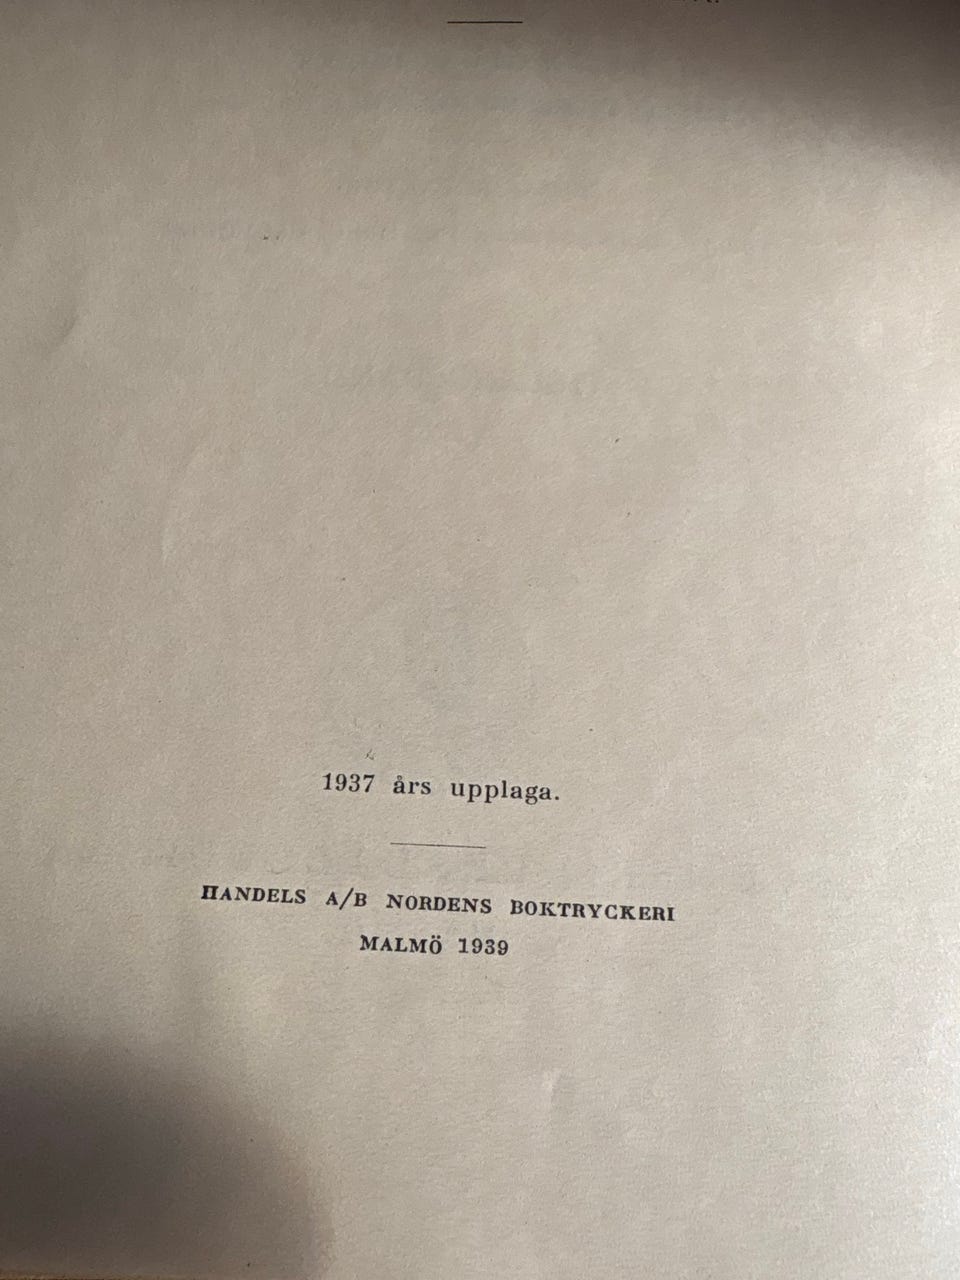 1937 års upplaga.
HANDELS A/B NORDENS BOKTRYCKERI
MALMÖ 1939